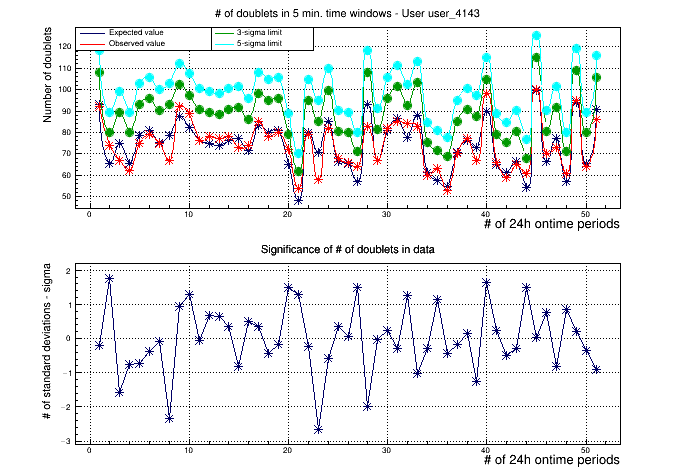 # of doublets in 5 min. time windows - User user_4143
Expected value
Observed value
3-sigma limit
5-sigma limit
Number of doublets
120
110
100
90
80
70
60
50
0 10 20 30 40 50
# of 24h ontime periods
Significance of # of doublets in data
# of standard deviations - sigma
2
1
0
−1
−2
−3
0 10 20 30 40 50
# of 24h ontime periods